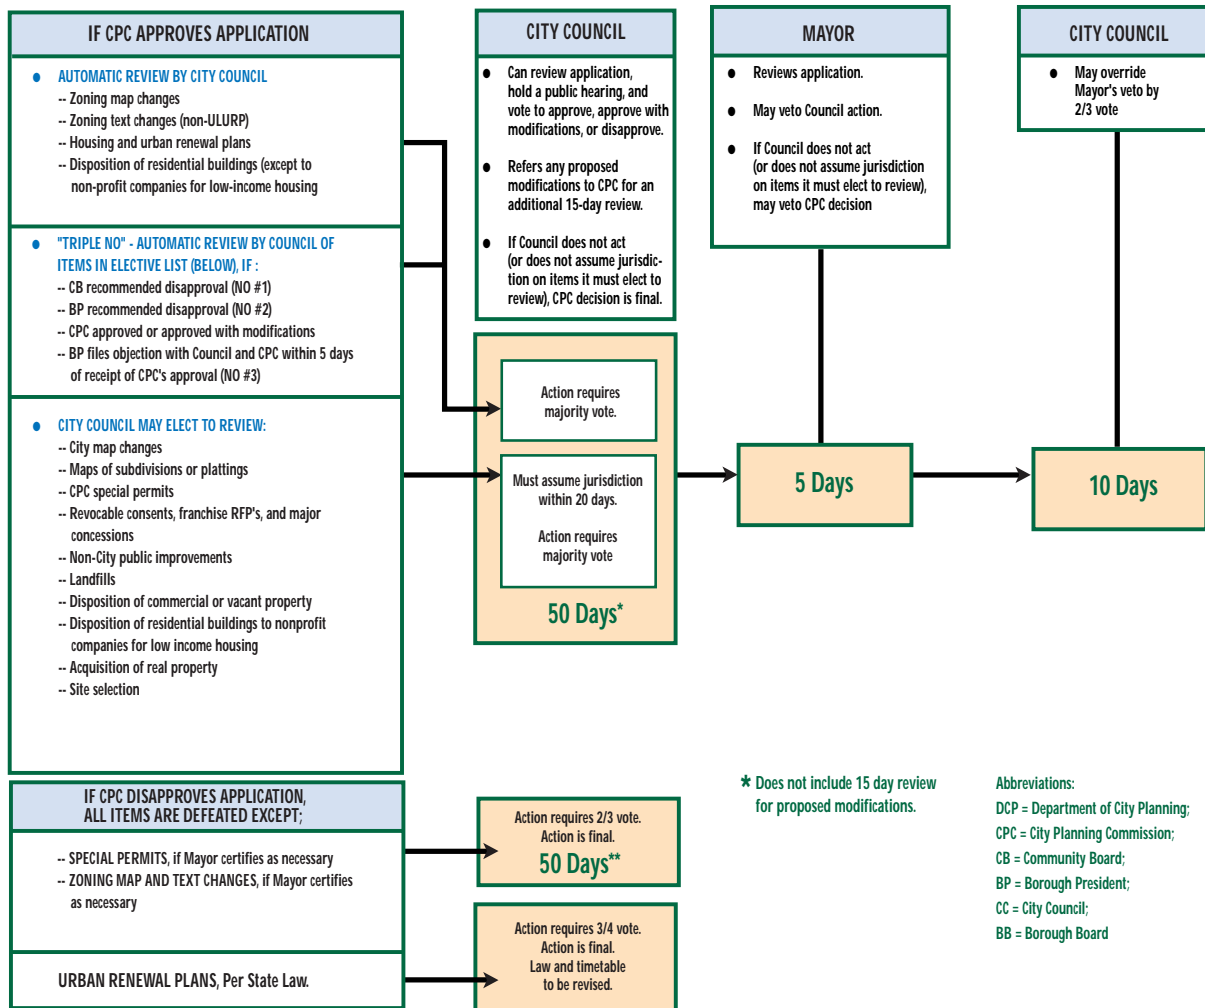 IF CPC APPROVES APPLICATION
● AUTOMATIC REVIEW BY CITY COUNCIL
-- Zoning map changes
-- Zoning text changes (non-ULURP)
-- Housing and urban renewal plans
-- Disposition of residential buildings (except to
non-profit companies for low-income housing
● "TRIPLE NO" - AUTOMATIC REVIEW BY COUNCIL OF
ITEMS IN ELECTIVE LIST (BELOW), IF :
-- CB recommended disapproval (NO #1)
-- BP recommended disapproval (NO #2)
-- CPC approved or approved with modifications
-- BP files objection with Council and CPC within 5 days
of receipt of CPC's approval (NO #3)
● CITY COUNCIL MAY ELECT TO REVIEW:
-- City map changes
-- Maps of subdivisions or plattings
-- CPC special permits
-- Revocable consents, franchise RFP's, and major
concessions
-- Non-City public improvements
-- Landfills
-- Disposition of commercial or vacant property
-- Disposition of residential buildings to nonprofit
companies for low income housing
-- Acquisition of real property
-- Site selection
CITY COUNCIL
● Can review application,
hold a public hearing, and
vote to approve, approve with
modifications, or disapprove.
● Refers any proposed
modifications to CPC for an
additional 15-day review.
● If Council does not act
(or does not assume jurisdic-
tion on items it must elect to
review), CPC decision is final.
Action requires
majority vote.
Must assume jurisdiction
within 20 days.
Action requires
majority vote
50 Days*
MAYOR
● Reviews application.
● May veto Council action.
● If Council does not act
(or does not assume jurisdiction
on items it must elect to review),
may veto CPC decision
5 Days
CITY COUNCIL
● May override
Mayor's veto by
2/3 vote
10 Days
IF CPC DISAPPROVES APPLICATION,
ALL ITEMS ARE DEFEATED EXCEPT;
-- SPECIAL PERMITS, if Mayor certifies as necessary
-- ZONING MAP AND TEXT CHANGES, if Mayor certifies
as necessary
URBAN RENEWAL PLANS, Per State Law.
Action requires 2/3 vote.
Action is final.
50 Days**
Action requires 3/4 vote.
Action is final.
Law and timetable
to be revised.
* Does not include 15 day review
for proposed modifications.
Abbreviations:
DCP = Department of City Planning;
CPC = City Planning Commission;
CB = Community Board;
BP = Borough President;
CC = City Council;
BB = Borough Board